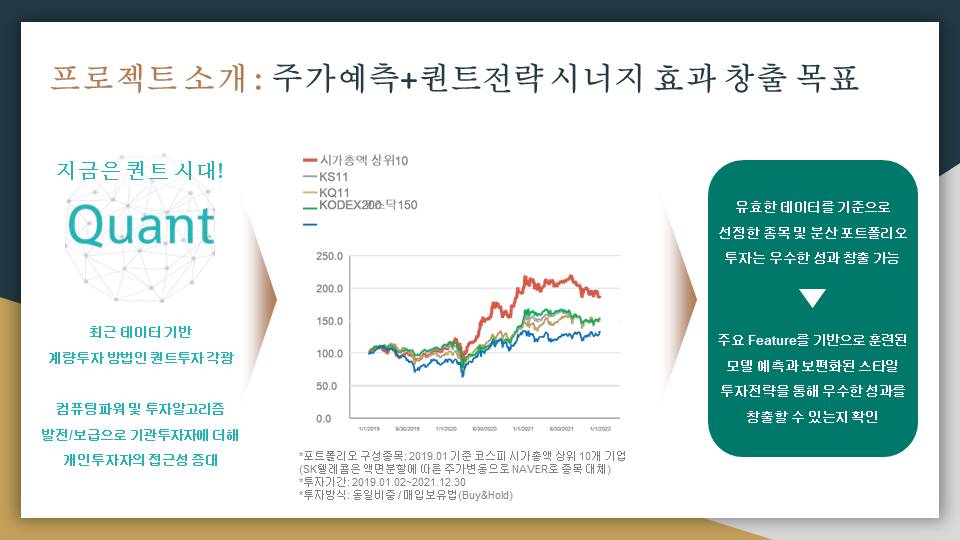 프로젝트 소개 : 주가예측+퀀트전략 시너지 효과 창출 목표
지금은 퀀트 시대!
Quant
최근 데이터 기반
계량투자 방법인 퀀트투자 각광
컴퓨팅파워 및 투자알고리즘
발전/보급으로 기관투자자에 더해
개인투자자의 접근성 증대
시가총액 상위10
KS11
KQ11
KODEX200
코스닥150
250.0
200.0
150.0
100.0
50.0
0.0
1/1/2019 6/30/2019 1/1/2020 6/30/2020 1/1/2021 6/30/2021 1/1/2022
*포트폴리오 구성종목: 2019.01 기준 코스피 시가총액 상위 10개 기업
(SK텔레콤은 액면분할에 따른 주가변동으로 NAVER로 종목 대체)
*투자기간: 2019.01.02~2021.12.30
*투자방식: 동일비중 / 매입보유법(Buy&Hold)
유효한 데이터를 기준으로
선정한 종목 및 분산 포트폴리오
투자는 우수한 성과 창출 가능
주요 Feature를 기반으로 훈련된
모델 예측과 보편화된 스타일
투자전략을 통해 우수한 성과를
창출할 수 있는지 확인